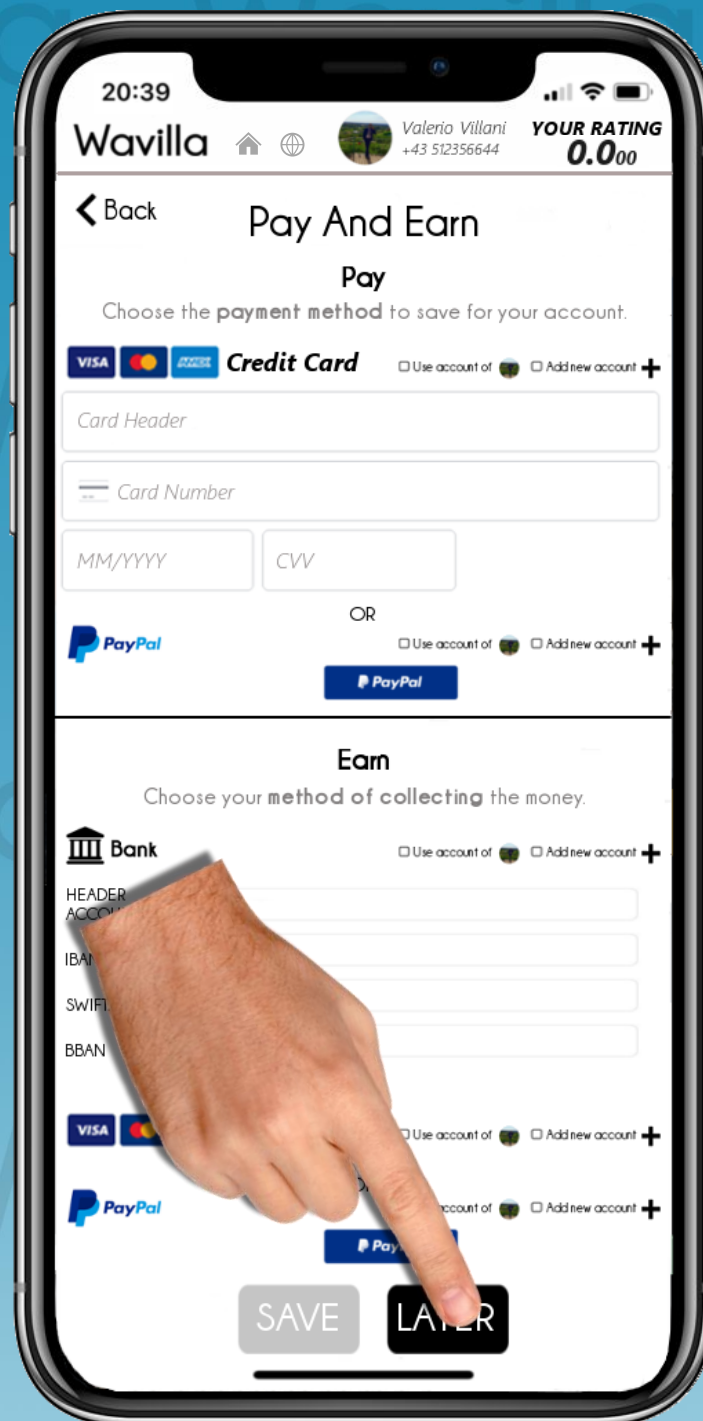 20:39
Wavilla
Valerio Villani
+43 512356644
YOUR RATING
0.000
Back
Pay And Earn
Pay
Choose the payment method to save for your account.
VISA AMEX Credit Card Use account of Add new account
Card Header
Card Number
MM/YYYY CVV
OR
PayPal Use account of Add new account
PayPal
Earn
Choose your method of collecting the money.
Bank Use account of Add new account
HEADER
BBAN
VISA Use account of Add new account
PayPal account of Add new account
SAVE